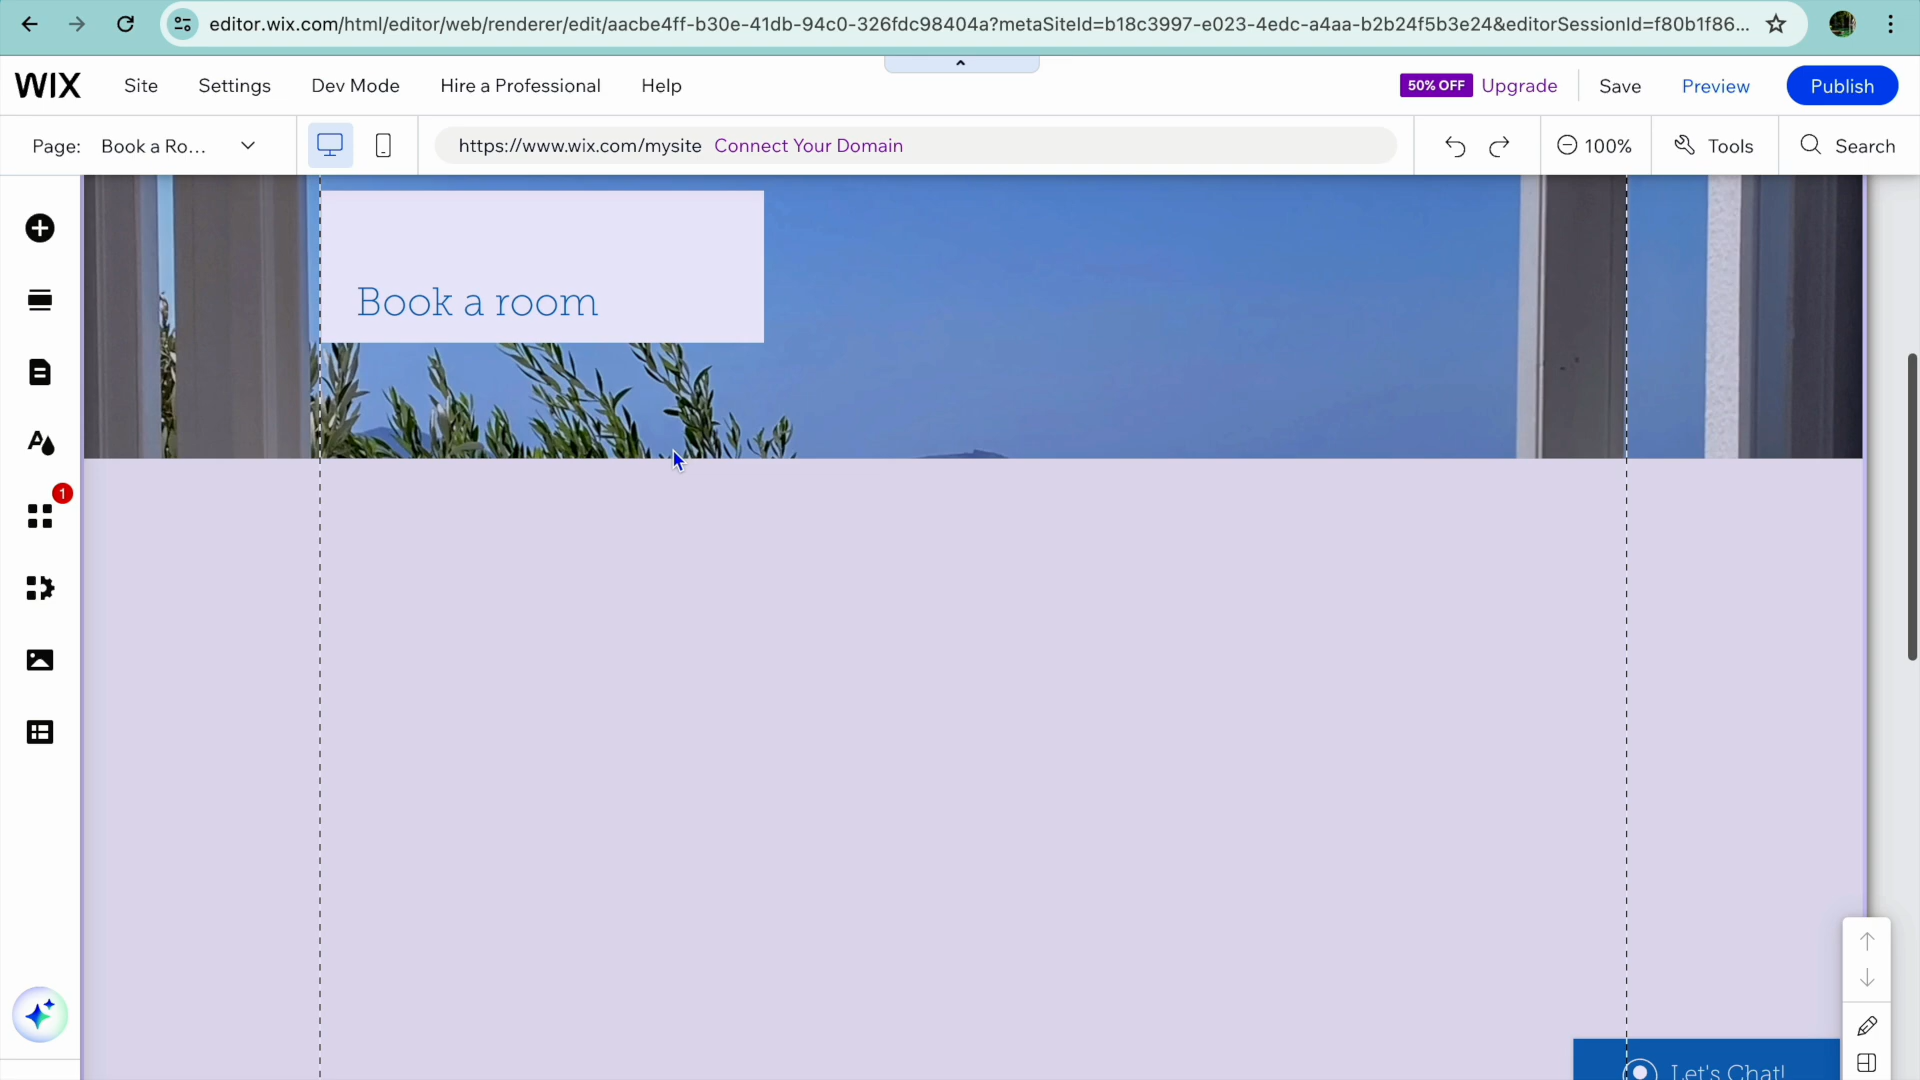 editor.wix.com/html/editor/web/renderer/edit/aacbe4ff-b30e-41db-94c0-326fdc98404a?metaSiteId=b18c3997-e023-4edc-a4aa-b2b24f5b3e24&editorSessionId=f80b1f86...
WIX Site Settings Dev Mode Hire a Professional Help 50% OFF Upgrade Save Preview Publish
Page: Book a Ro... https://www.wix.com/mysite Connect Your Domain 100% Tools Search
Book a room
1
Let's Chat!